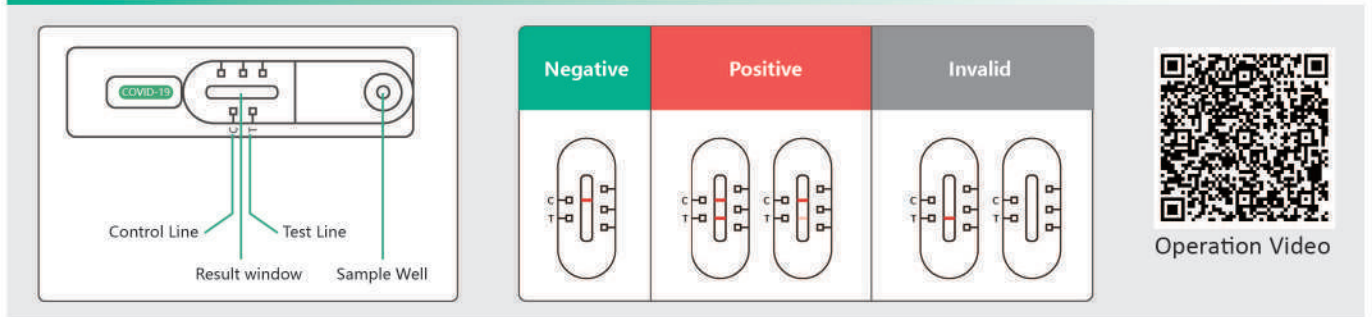 COVID-19
C T
Control Line
Test Line
Result window
Sample Well
Negative
Positive
Invalid
C
T
C
T
C
T
C
T
C
T
Operation Video